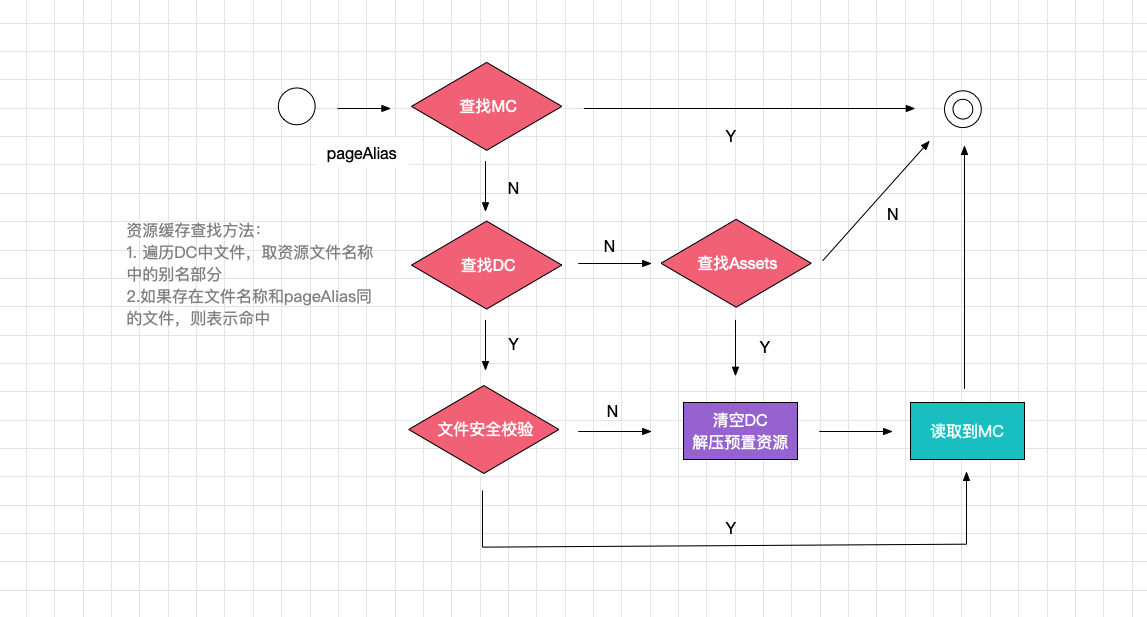 查找MC
Y
pageAlias
N
资源缓存查找方法：
1. 遍历DC中文件，取资源文件名称
中的别名部分
2.如果存在文件名称和pageAlias同
的文件，则表示命中
查找DC
N
查找Assets
N
Y
Y
文件安全校验
N
清空DC
解压预置资源
读取到MC
Y